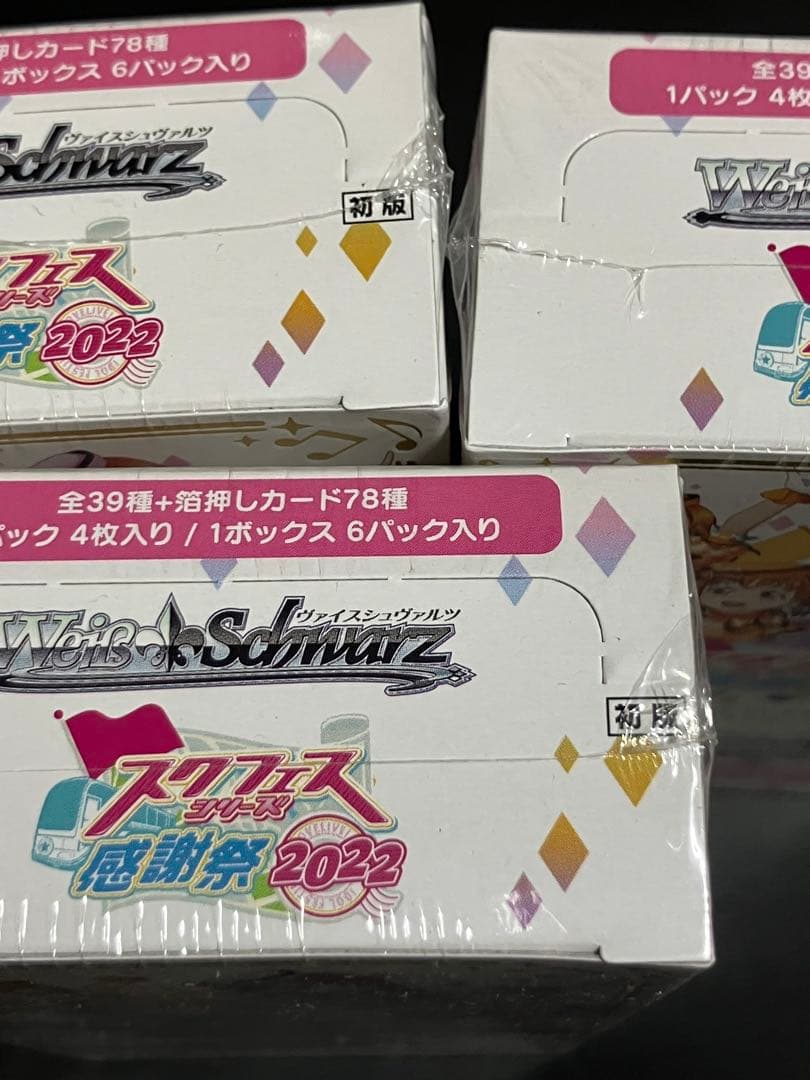 押しカード78種
ボックス 6パック入り
ヴァイスシュヴァルツ
Schwarz
初版
スクフェス
シリーズ
祭 2022
全39
1パック 4枚
Weiß
全39種+箔押しカード78種
パック 4枚入り / 1ボックス 6パック入り
ヴァイスシュヴァルツ
Weiß Schwarz
初版
スクフェス
シリーズ
感謝祭 2022